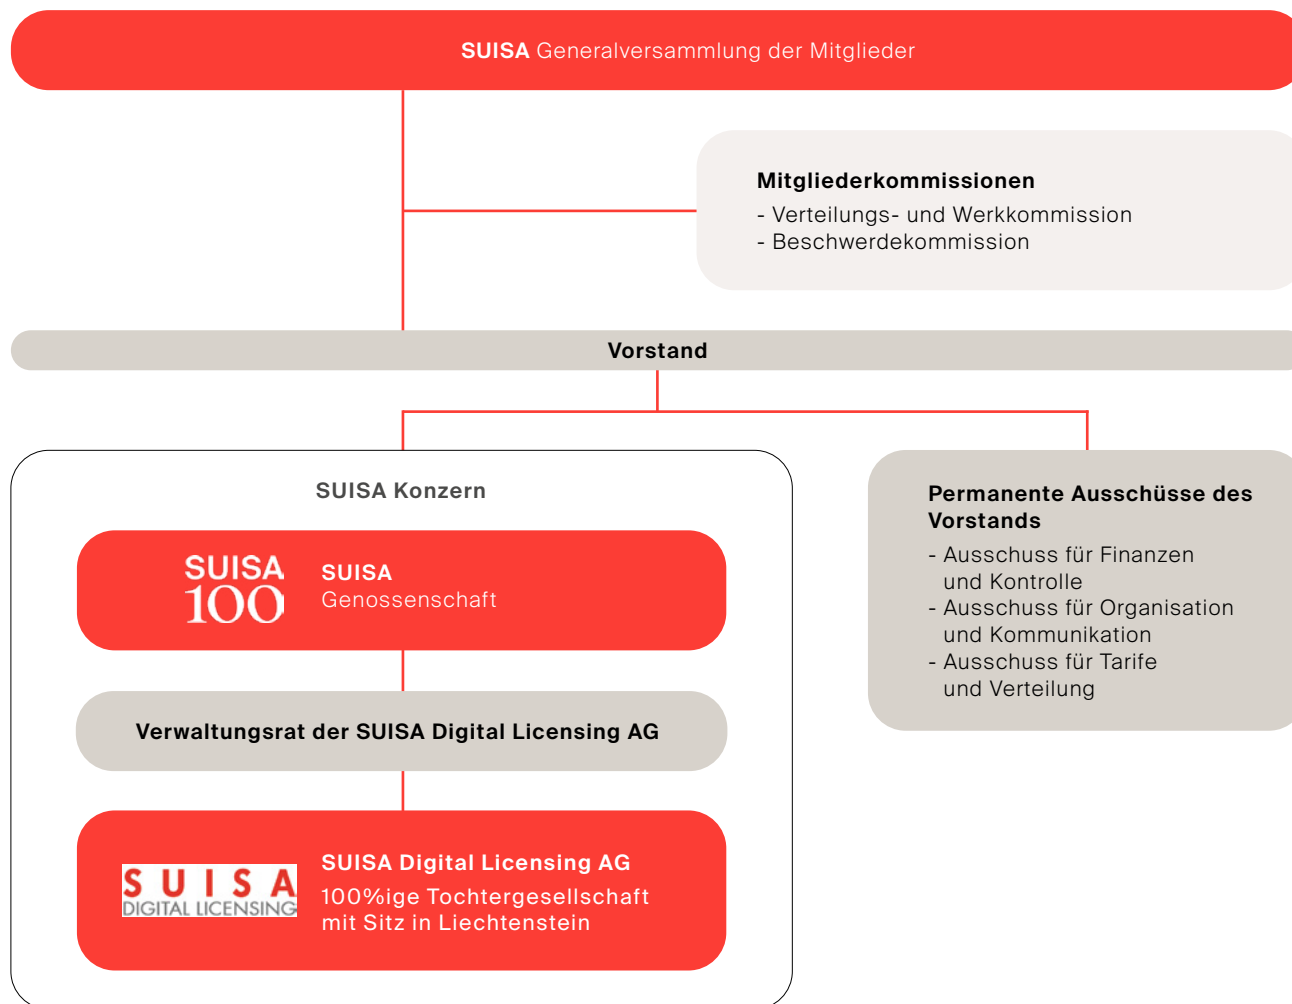 SUISA Generalversammlung der Mitglieder
Mitgliederkommissionen
- Verteilungs- und Werkkommission
- Beschwerdekommission
Vorstand
SUISA Konzern
SUISA
100
SUISA
Genossenschaft
Verwaltungsrat der SUISA Digital Licensing AG
SUISA
DIGITAL LICENSING
SUISA Digital Licensing AG
100%ige Tochtergesellschaft
mit Sitz in Liechtenstein
Permanente Ausschüsse des
Vorstands
- Ausschuss für Finanzen
und Kontrolle
- Ausschuss für Organisation
und Kommunikation
- Ausschuss für Tarife
und Verteilung